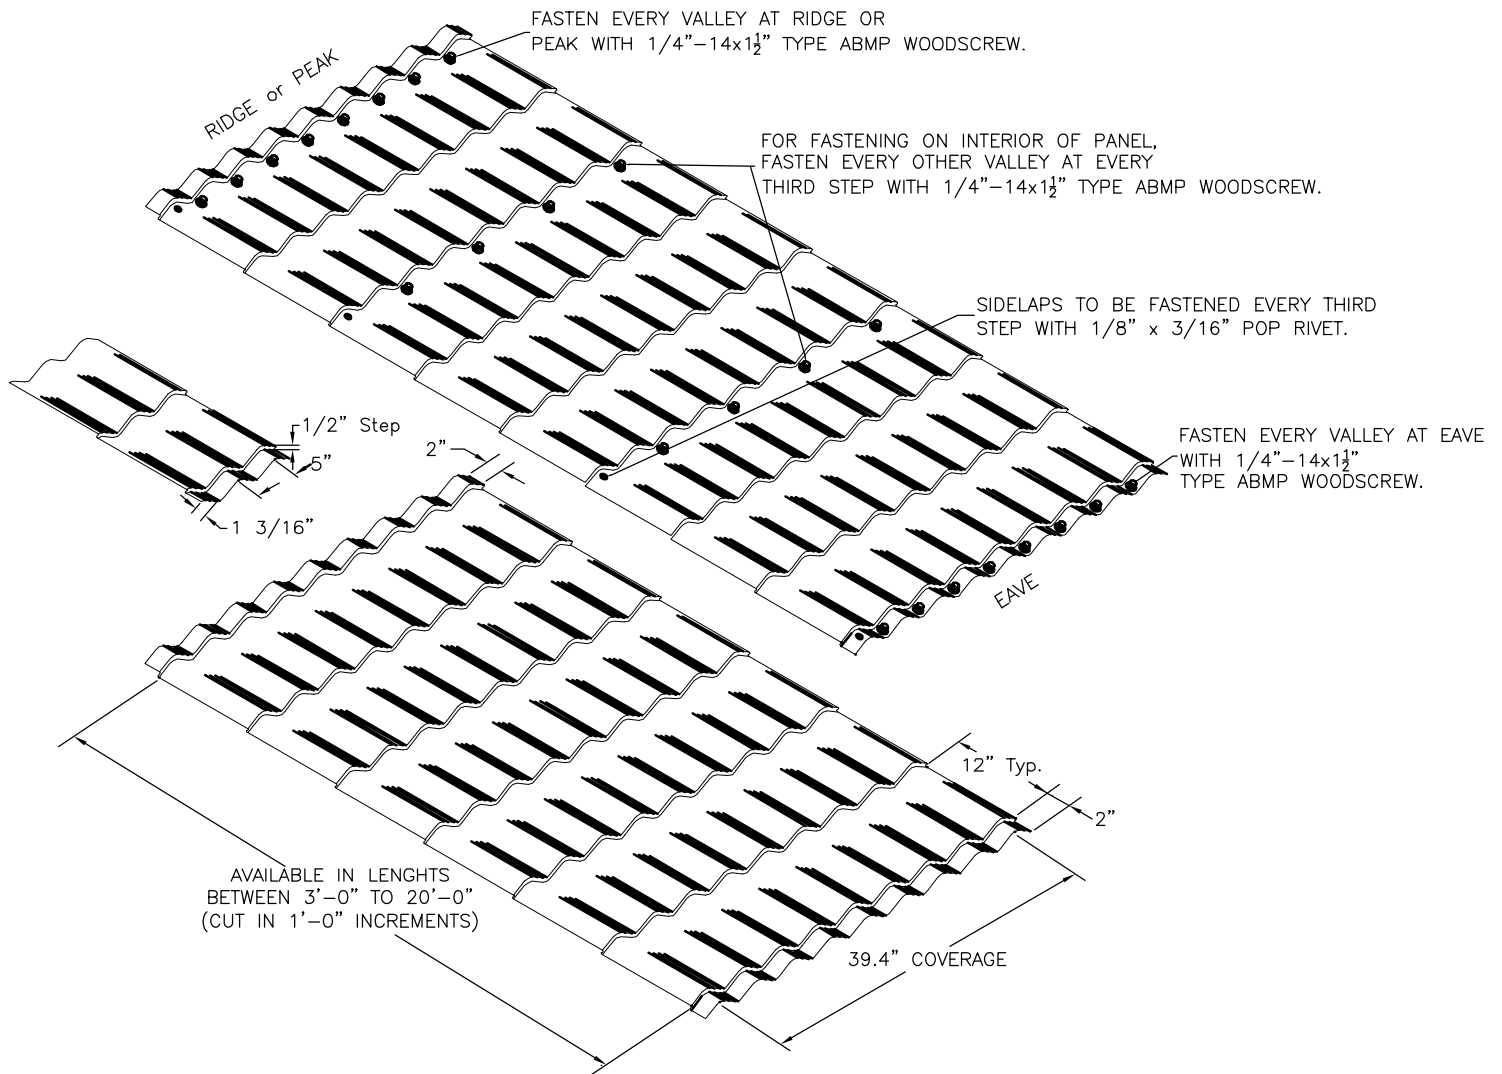 FASTEN EVERY VALLEY AT RIDGE OR
PEAK WITH 1/4”-14x1½” TYPE ABMP WOODSCREW.
RIDGE or PEAK
FOR FASTENING ON INTERIOR OF PANEL,
FASTEN EVERY OTHER VALLEY AT EVERY
THIRD STEP WITH 1/4”-14x1½” TYPE ABMP WOODSCREW.
SIDELAPS TO BE FASTENED EVERY THIRD
STEP WITH 1/8” x 3/16” POP RIVET.
FASTEN EVERY VALLEY AT EAVE
WITH 1/4”-14x1½”
TYPE ABMP WOODSCREW.
EAVE
1/2” Step
5”
1 3/16”
2”
12” Typ.
2”
AVAILABLE IN LENGHTS
BETWEEN 3’-0” TO 20’-0”
(CUT IN 1’-0” INCREMENTS)
39.4” COVERAGE